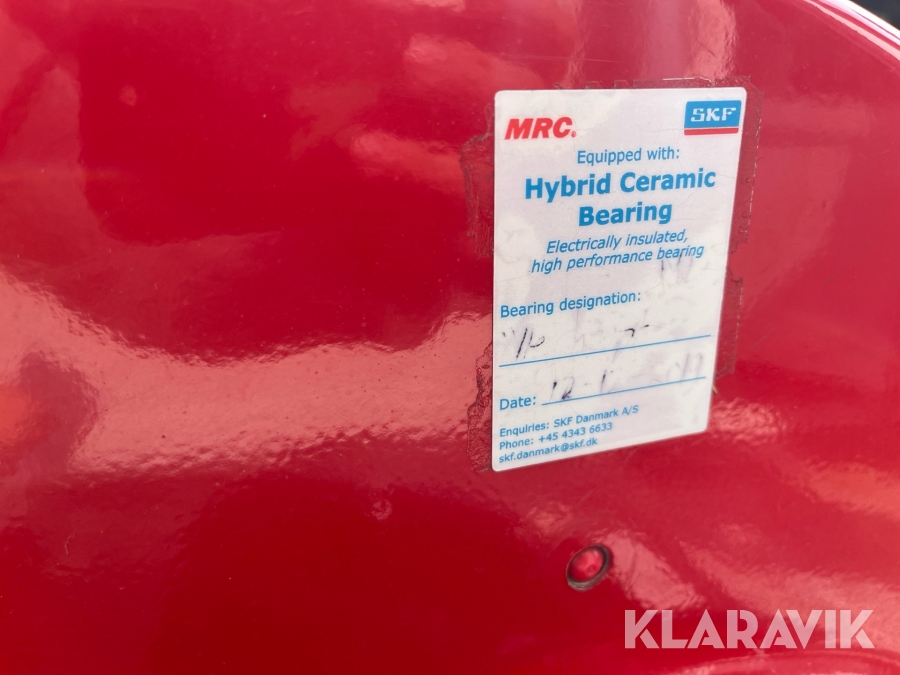 MRC
SKF
Equipped with:
Hybrid Ceramic
Bearing
Electrically insulated,
high performance bearing
Bearing designation:
Date: 12-
Enquiries: SKF Danmark A/S
Phone: +45 4343 6633
skf.danmark@skf.dk
KLARAVIK